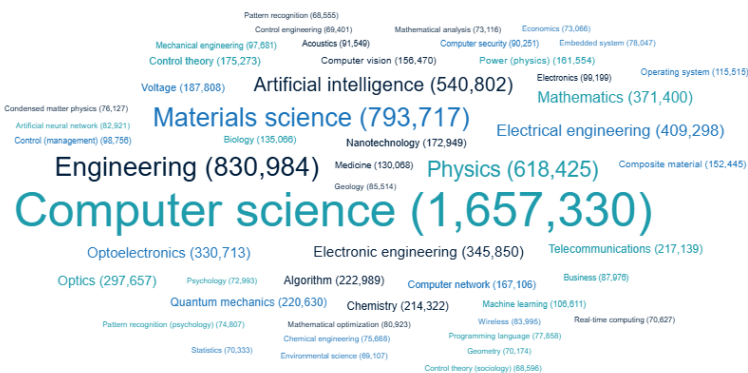 Pattern recognition (68,555)
Control engineering (69,401) Mathematical analysis (73,116) Economics (73,066)
Mechanical engineering (97,681) Acoustics (91,549) Computer security (90,251) Embedded system (78,047)
Control theory (175,273) Computer vision (156,470) Power (physics) (161,554)
Voltage (187,808) Artificial intelligence (540,802) Electronics (99,199) Operating system (115,515)
Mathematics (371,400)
Condensed matter physics (76,127) Materials science (793,717)
Artificial neural network (82,921) Electrical engineering (409,298)
Control (management) (98,756) Biology (135,066) Nanotechnology (172,949)
Engineering (830,984) Medicine (130,068) Physics (618,425) Composite material (152,445)
Geology (85,514)
Computer science (1,657,330)
Optoelectronics (330,713) Electronic engineering (345,850) Telecommunications (217,139)
Optics (297,657) Psychology (72,993) Algorithm (222,989) Computer network (167,106) Business (87,976)
Quantum mechanics (220,630) Chemistry (214,322) Machine learning (106,611)
Pattern recognition (psychology) (74,807) Mathematical optimization (80,923) Wireless (83,995) Real-time computing (70,627)
Chemical engineering (75,668) Programming language (77,858)
Statistics (70,333) Environmental science (69,107) Geometry (70,174)
Control theory (sociology) (68,596)